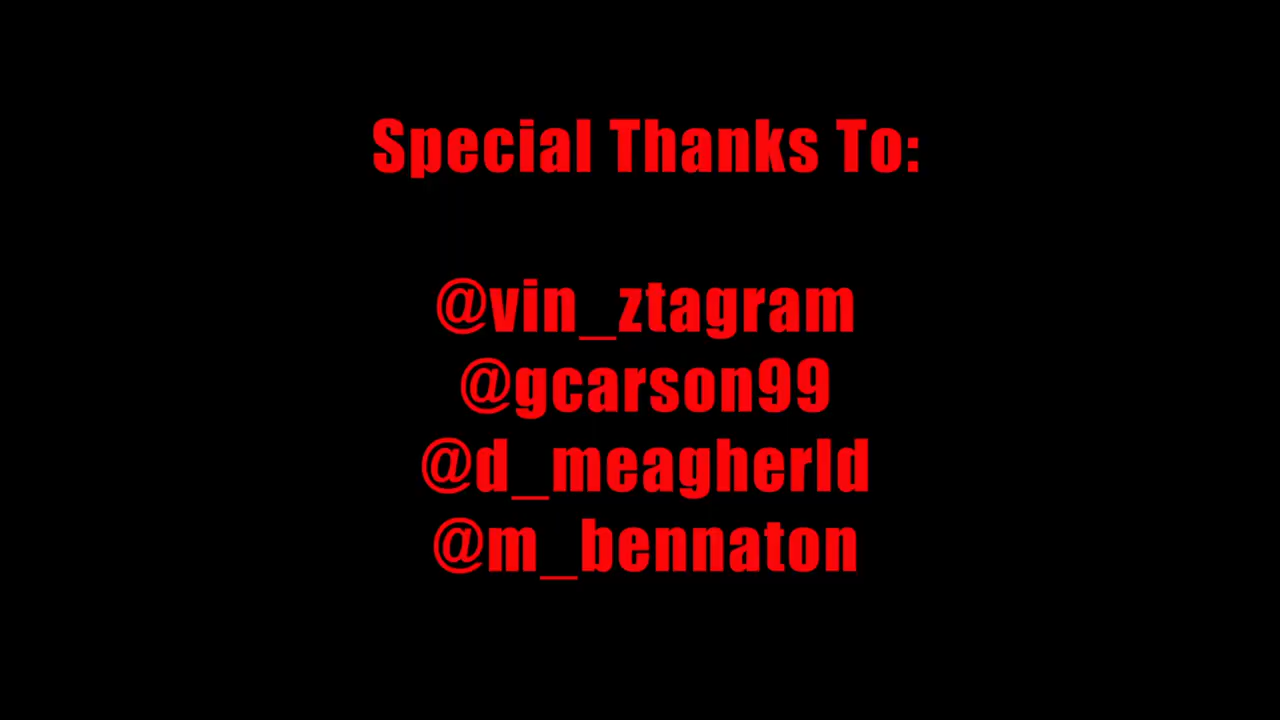 Special Thanks To:
@vin_ztagram
@gcarson99
@d_meagherld
@m_bennaton